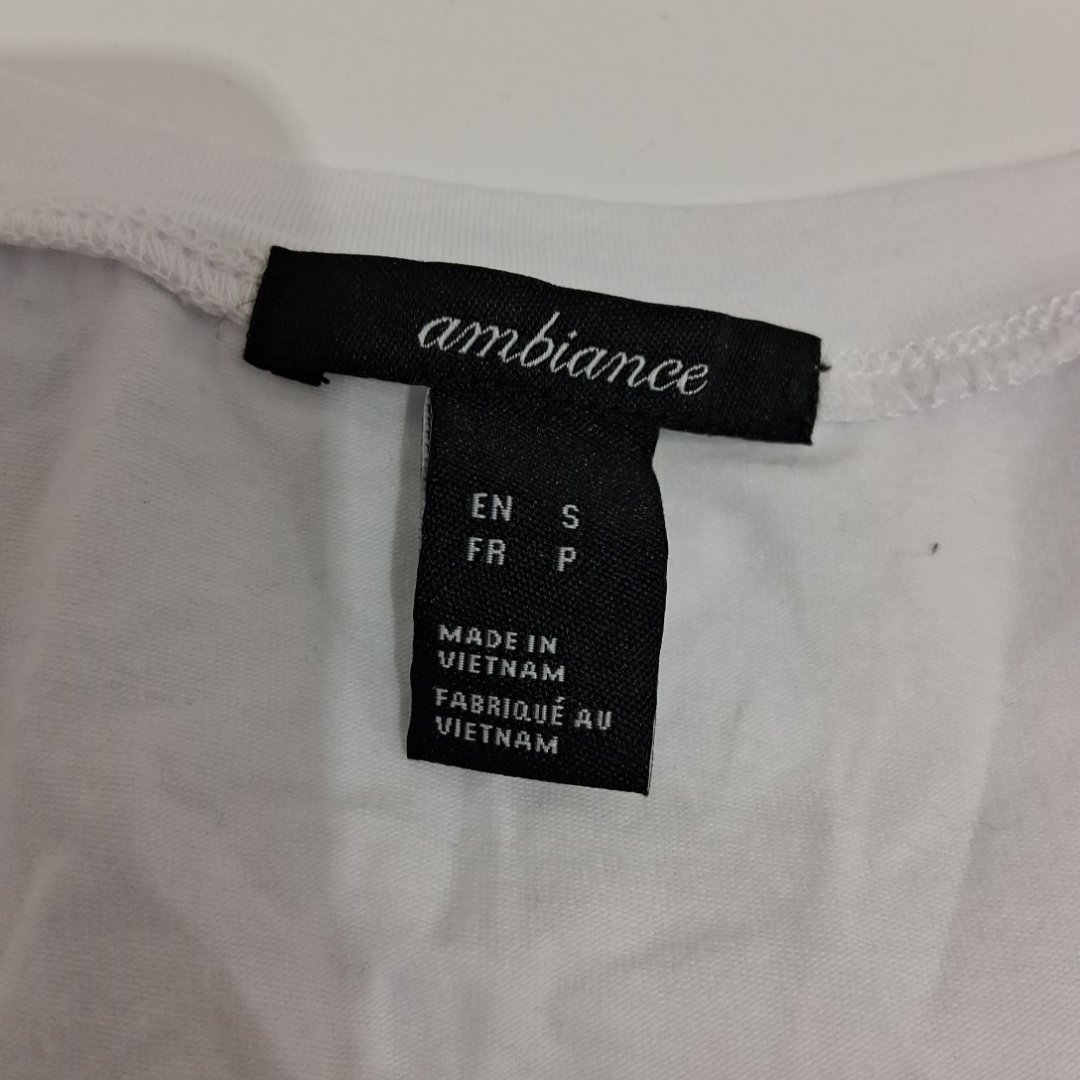 ambiance
EN S
FR P
MADE IN
VIETNAM
FABRIQUÉ AU
VIETNAM